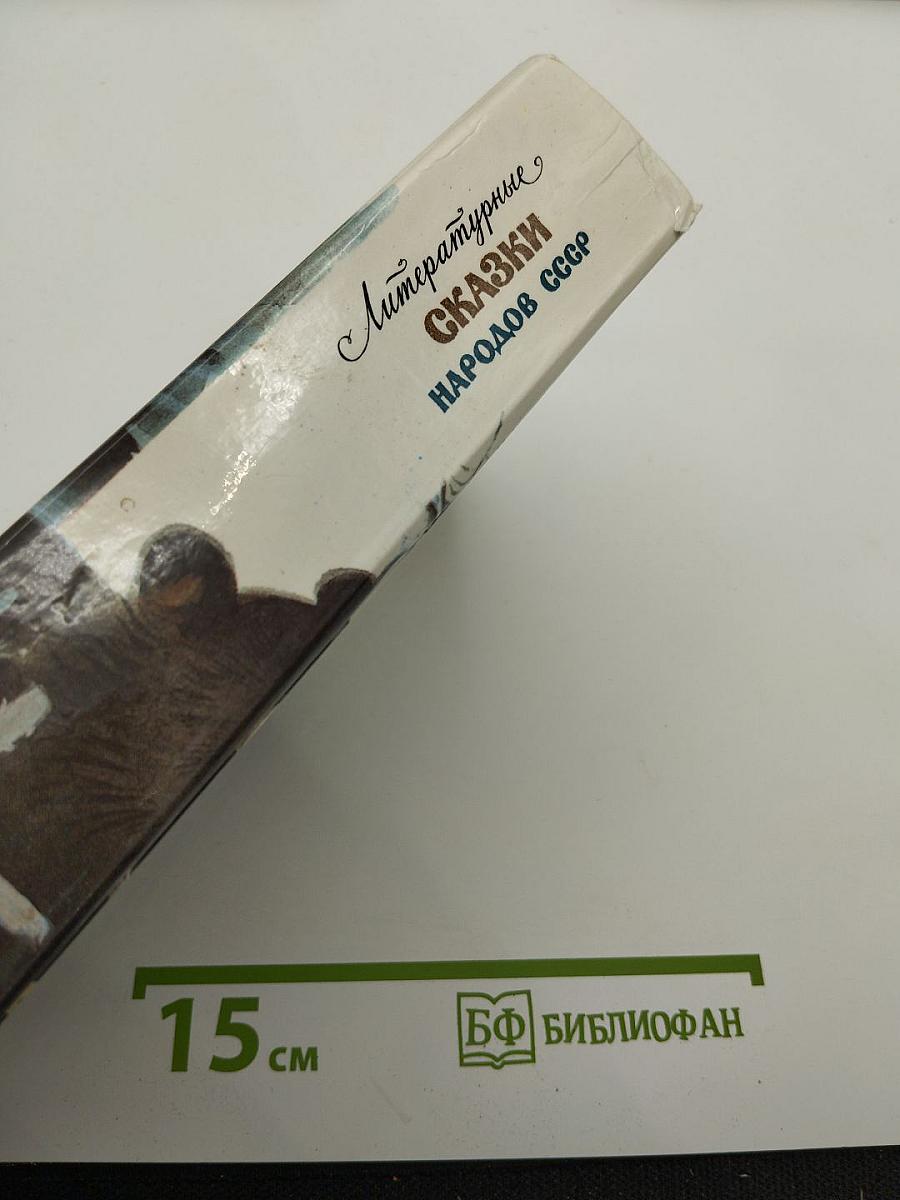 Литературные
СКАЗКИ
НАРОДОВ СССР
15 см
БФ БИБЛИОФАН